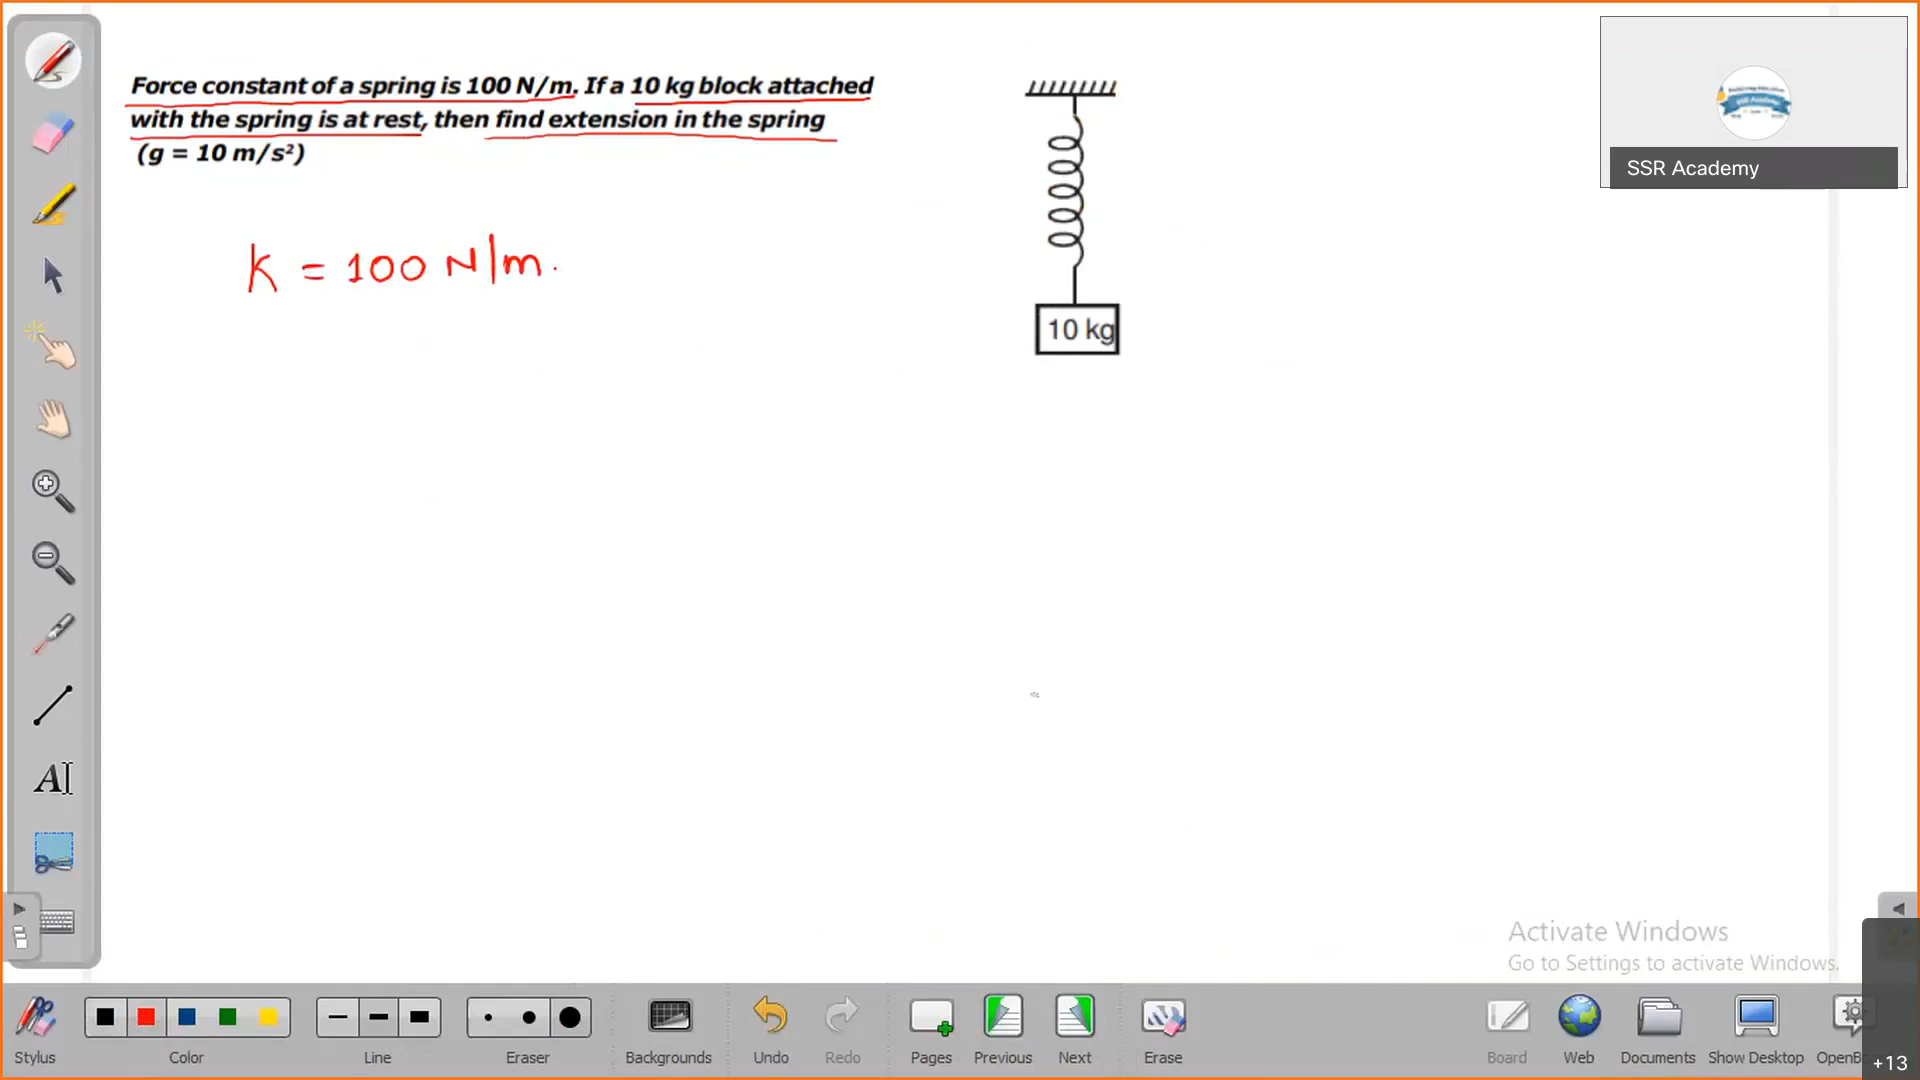 Force constant of a spring is 100 N/m. If a 10 kg block attached
with the spring is at rest, then find extension in the spring
(g = 10 m/s²)
K = 100 N/m.
10 kg
SSR Academy
Activate Windows
Go to Settings to activate Windows.
Stylus
Color
Line
Eraser
Backgrounds
Undo
Redo
Pages
Previous
Next
Erase
Board
Web
Documents
Show Desktop
OpenB
+13